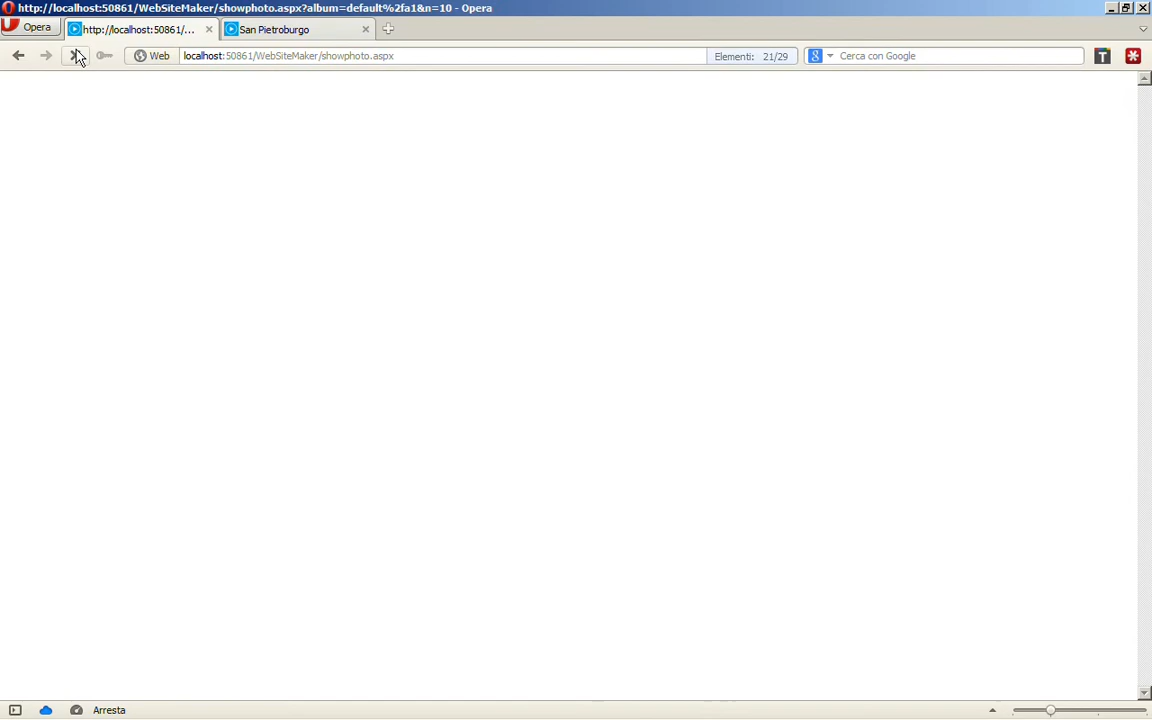 http://localhost:50861/WebSiteMaker/showphoto.aspx?album=default%2fa1&n=10 - Opera
Opera
http://localhost:50861/...
San Pietroburgo
Web
localhost:50861/WebSiteMaker/showphoto.aspx
Elementi: 21/29
Cerca con Google
T
Arresta